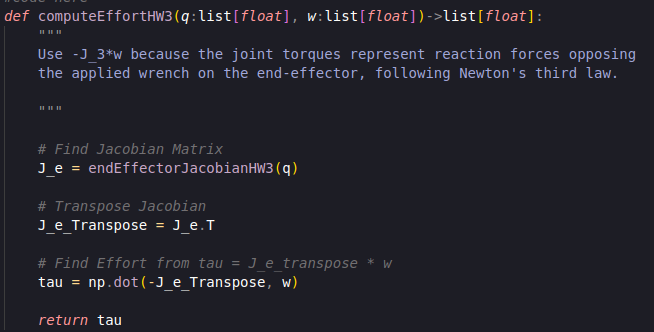 #code here
def computeEffortHW3(q:list[float], w:list[float])->list[float]:
"""
Use -J_3*w because the joint torques represent reaction forces opposing
the applied wrench on the end-effector, following Newton's third law.
"""
# Find Jacobian Matrix
J_e = endEffectorJacobianHW3(q)
# Transpose Jacobian
J_e_Transpose = J_e.T
# Find Effort from tau = J_e_transpose * w
tau = np.dot(-J_e_Transpose, w)
return tau